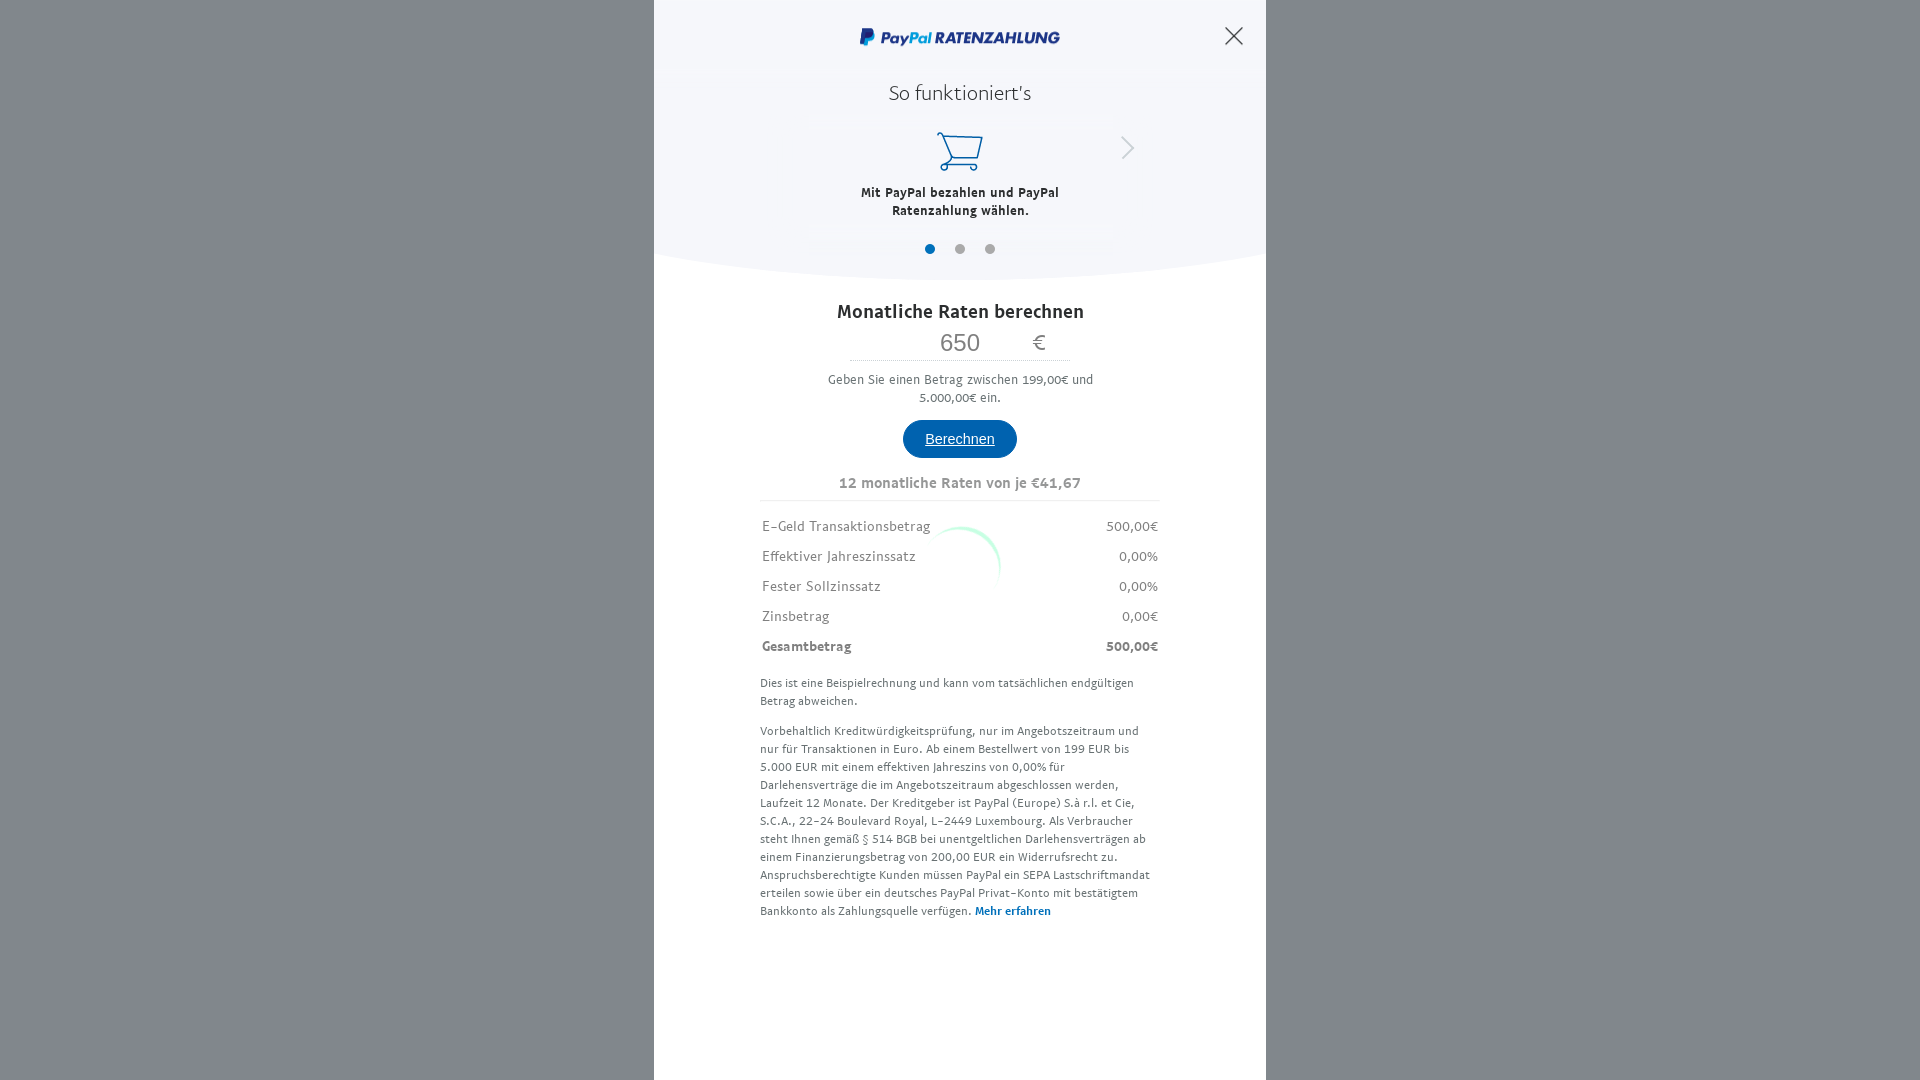 PayPal RATENZAHLUNG
So funktioniert's
Mit PayPal bezahlen und PayPal
Ratenzahlung wählen.
Monatliche Raten berechnen
650 €
Geben Sie einen Betrag zwischen 199,00€ und
5.000,00€ ein.
Berechnen
12 monatliche Raten von je €41,67
E-Geld Transaktionsbetrag 500,00€
Effektiver Jahreszinssatz 0,00%
Fester Sollzinssatz 0,00%
Zinsbetrag 0,00€
Gesamtbetrag 500,00€
Dies ist eine Beispielrechnung und kann vom tatsächlichen endgültigen
Betrag abweichen.
Vorbehaltlich Kreditwürdigkeitsprüfung, nur im Angebotszeitraum und
nur für Transaktionen in Euro. Ab einem Bestellwert von 199 EUR bis
5.000 EUR mit einem effektiven Jahreszins von 0,00% für
Darlehensverträge die im Angebotszeitraum abgeschlossen werden,
Laufzeit 12 Monate. Der Kreditgeber ist PayPal (Europe) S.à r.l. et Cie,
S.C.A., 22-24 Boulevard Royal, L-2449 Luxembourg. Als Verbraucher
steht Ihnen gemäß § 514 BGB bei unentgeltlichen Darlehensverträgen ab
einem Finanzierungsbetrag von 200,00 EUR ein Widerrufsrecht zu.
Anspruchsberechtigte Kunden müssen PayPal ein SEPA Lastschriftmandat
erteilen sowie über ein deutsches PayPal Privat-Konto mit bestätigtem
Bankkonto als Zahlungsquelle verfügen. Mehr erfahren